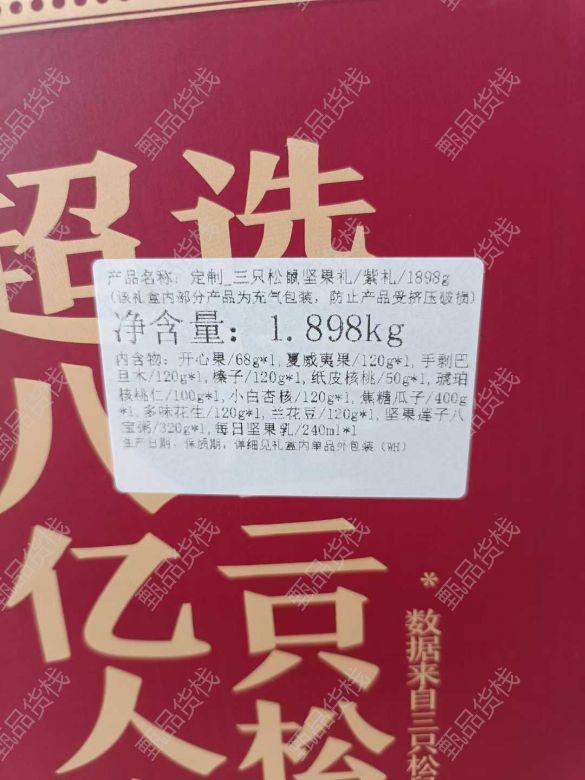 选
超
产品名称：定制_三只松鼠坚果礼/紫礼/1898g
(该礼盒内部分产品为充气包装，防止产品受挤压破损)
净含量：1.898kg
内含物：开心果/68g*1,夏威夷果/120g*1,手剥巴
旦木/120g*1,榛子/120g*1,纸皮核桃/50g*1,琥珀
核桃仁/100g*1,小白杏核/120g*1,焦糖瓜子/400g
*1,多味花生/120g*1,兰花豆/120g*1,坚果莲子八
宝粥/320g*1,每日坚果乳/240ml*1
生产日期、保质期：详细见礼盒内单品外包装（WH）
八
亿人
三只松
*数据来自三只松
甄品货栈